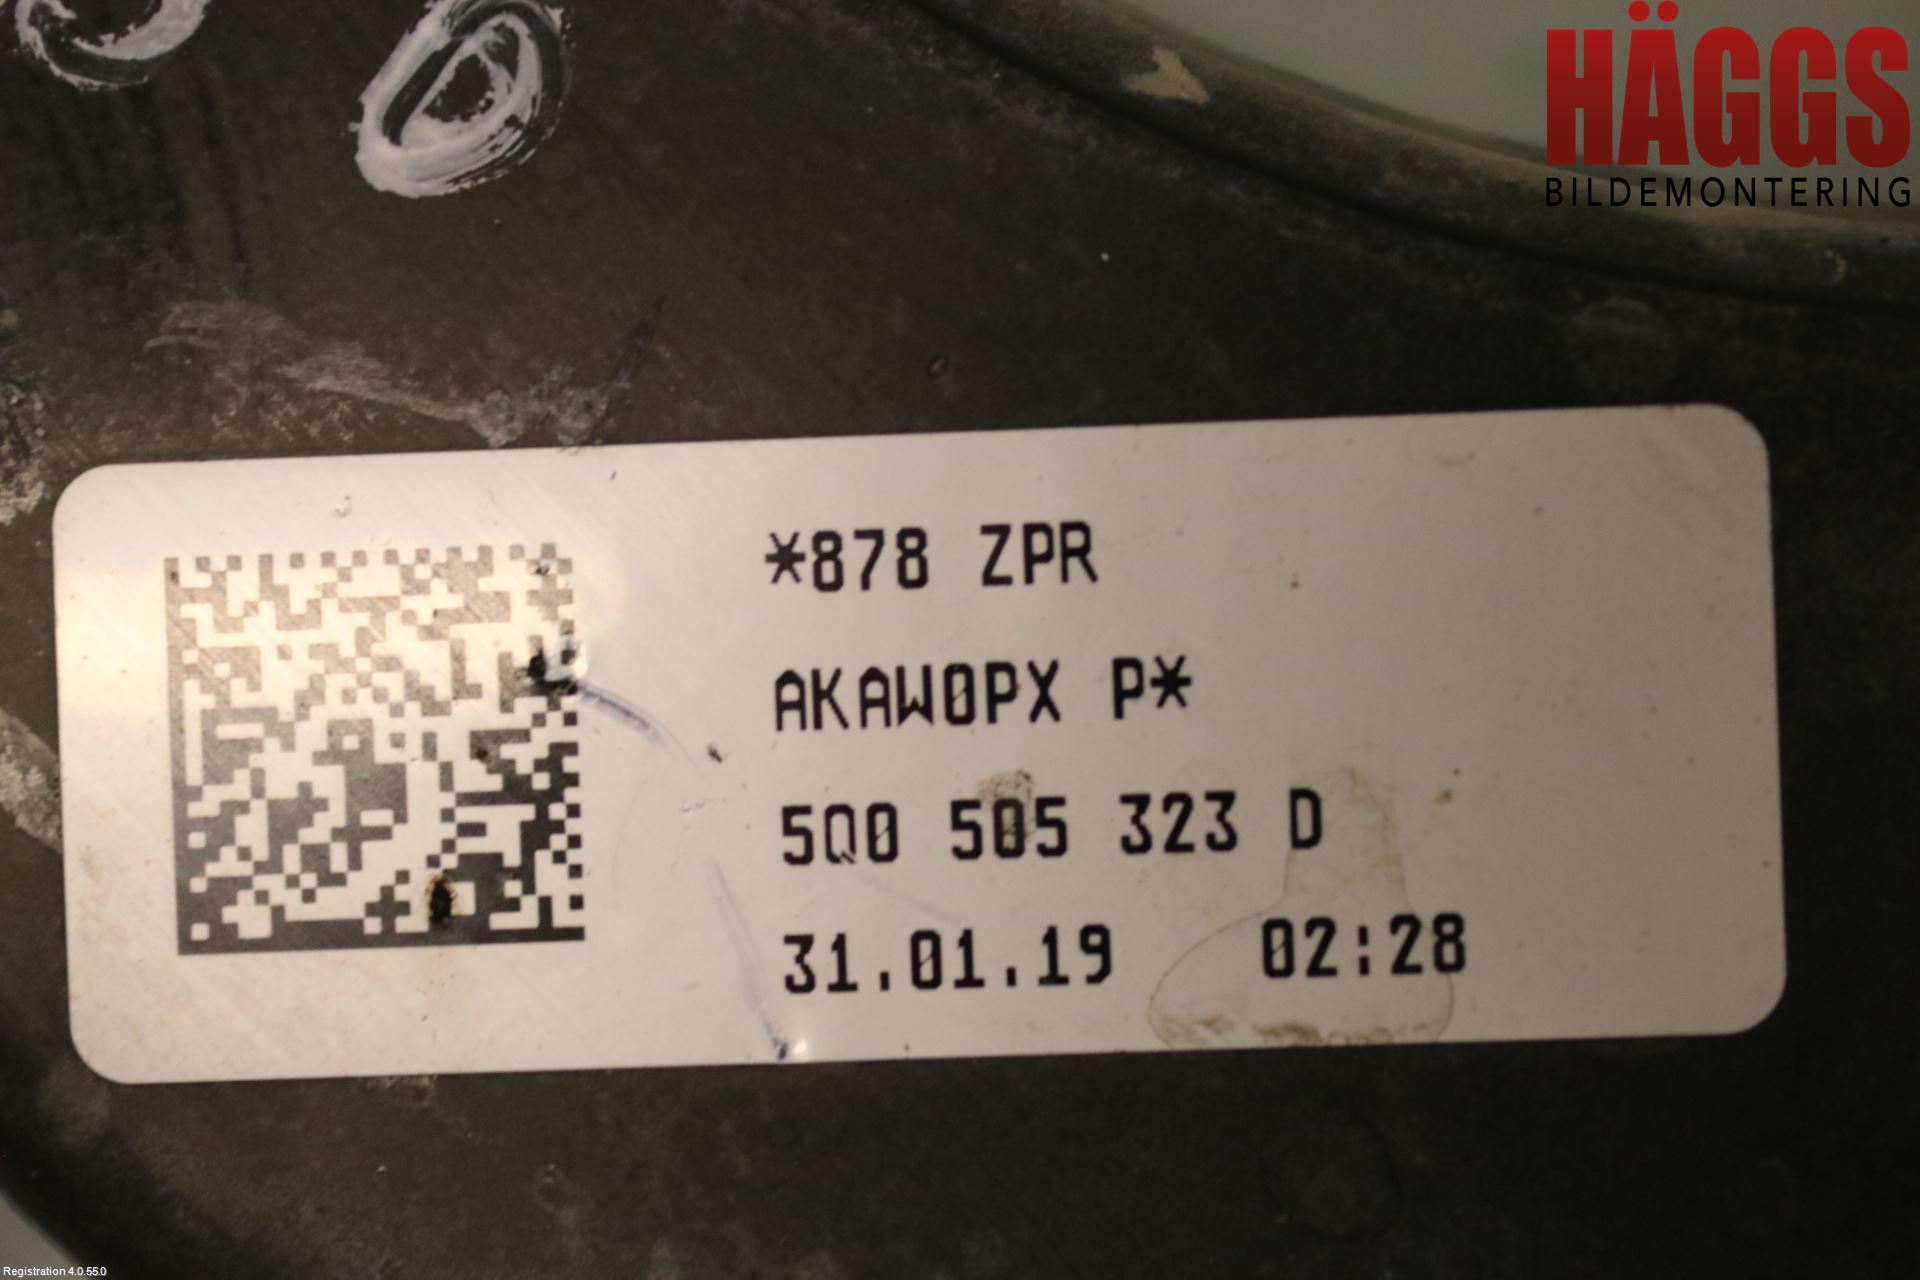 HÄGGS
BILDEMONTERING
*878 ZPR
AKAW0PX P*
5Q0 505 323 D
31.01.19 02:28
Registration 4.0.55.0